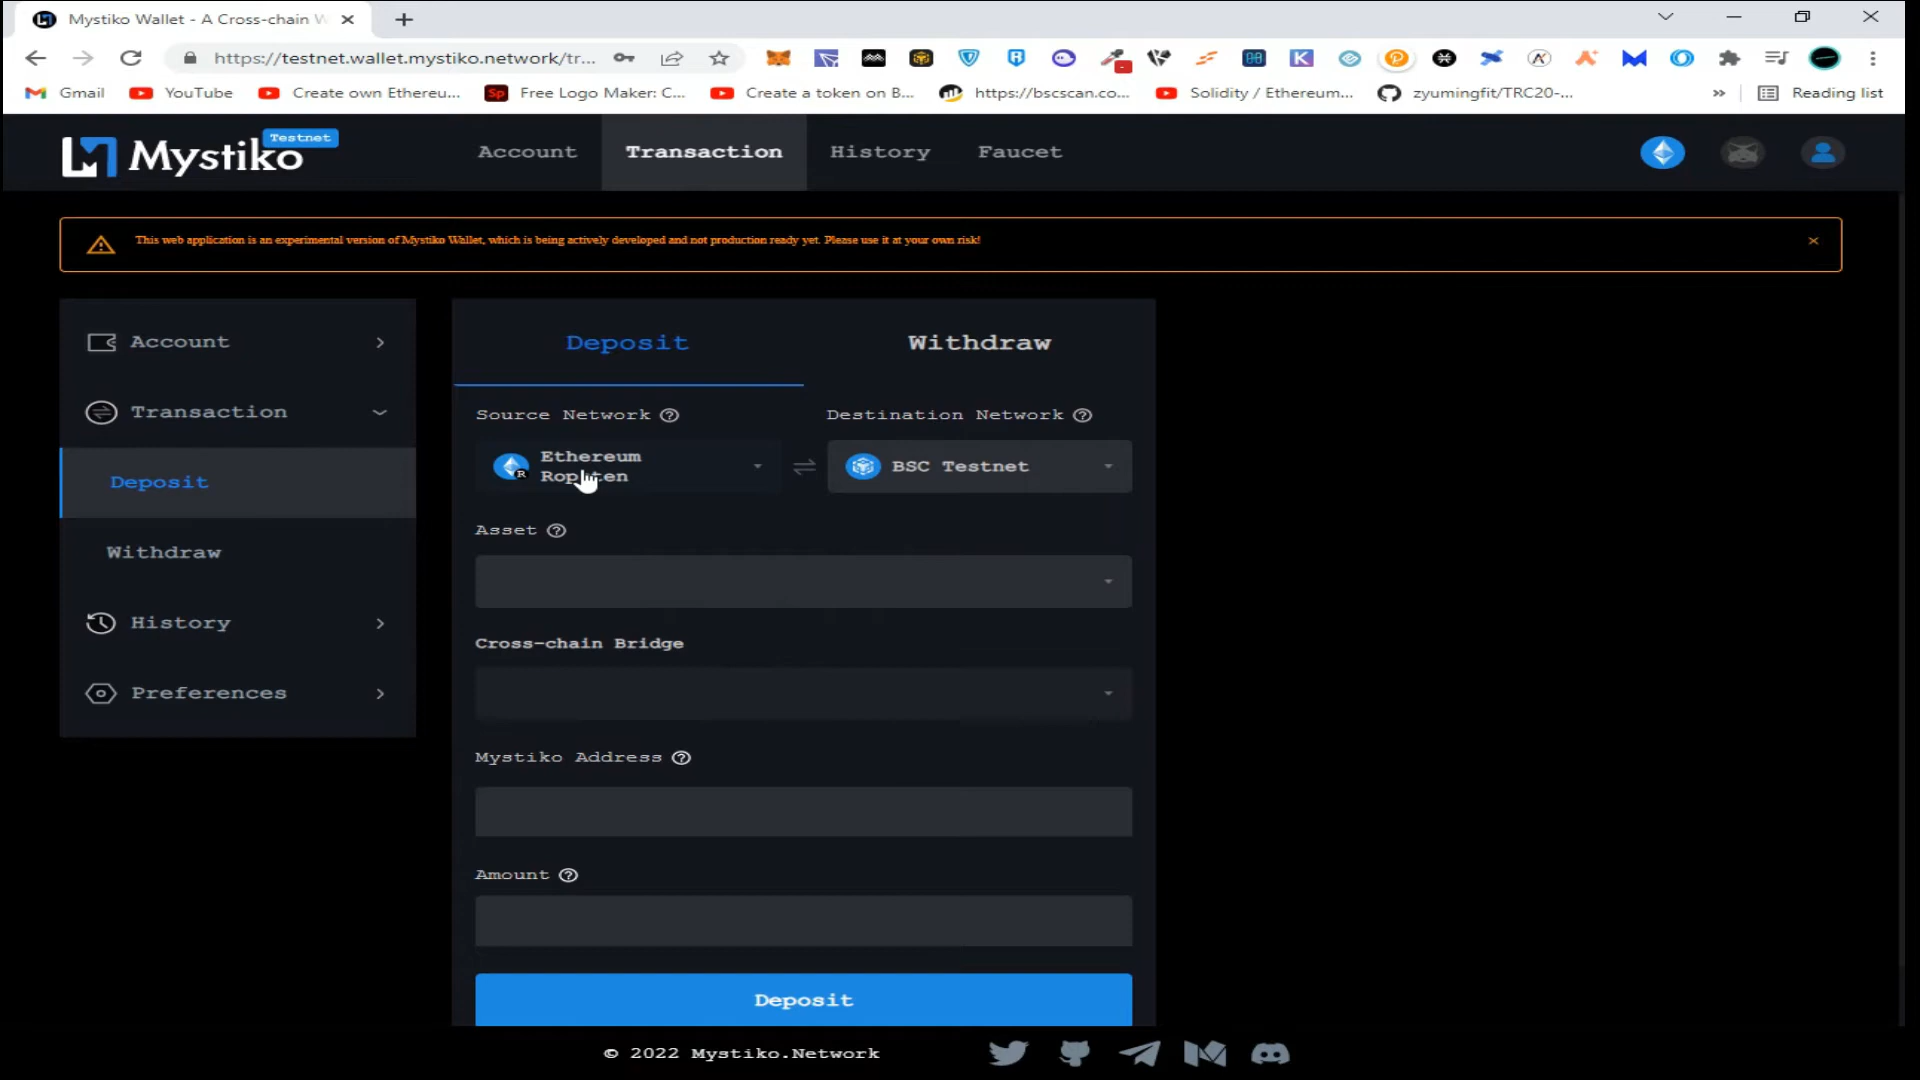 Mystiko Wallet - A Cross-chain W
https://testnet.wallet.mystiko.network/tr...
Gmail
YouTube
Create own Ethereu...
Free Logo Maker: C...
Create a token on B...
https://bscscan.co...
Solidity / Ethereum...
zyumingfit/TRC20-...
»
Reading list
Mystiko
Testnet
Account
Transaction
History
Faucet
This web application is an experimental version of Mystiko Wallet, which is being actively developed and not production ready yet. Please use it at your own risk!
Account
Transaction
Deposit
Withdraw
History
Preferences
Deposit
Withdraw
Source Network
Destination Network
Ethereum
BSC Testnet
Asset
Cross-chain Bridge
Mystiko Address
Amount
Deposit
© 2022 Mystiko.Network